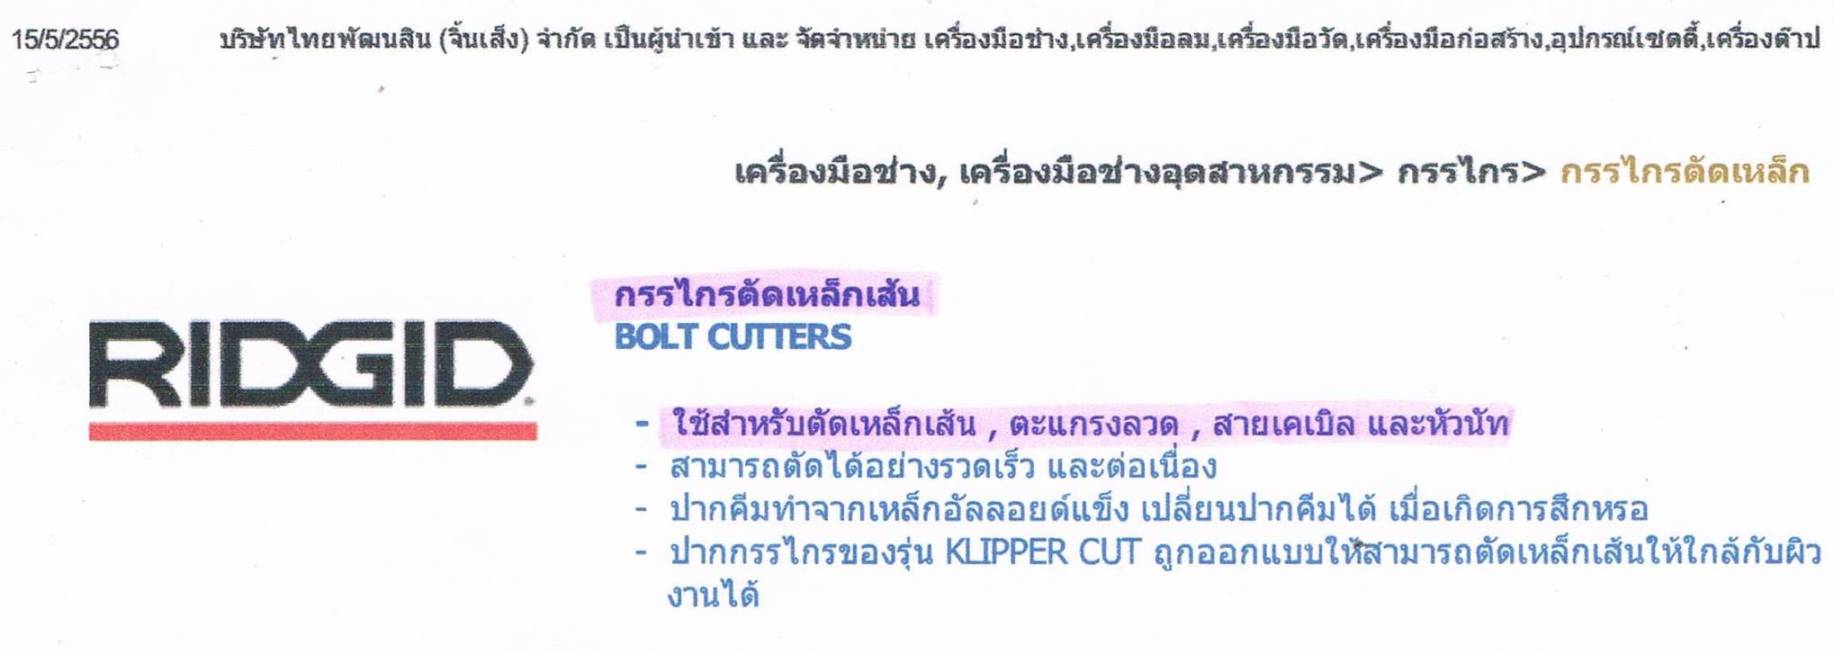 15/5/2556 บริษัทไทยพัฒนสิน (จิ้นเส็ง) จำกัด เป็นผู้นำเข้า และ จัดจำหน่าย เครื่องมือช่าง,เครื่องมือลม,เครื่องมือวัด,เครื่องมือก่อสร้าง,อุปกรณ์เซตตี้,เครื่องต๊าป
เครื่องมือช่าง, เครื่องมือช่างอุตสาหกรรม> กรรไกร> กรรไกรตัดเหล็ก
RIDGID
กรรไกรตัดเหล็กเส้น
BOLT CUTTERS
- ใช้สำหรับตัดเหล็กเส้น , ตะแกรงลวด , สายเคเบิล และหัวนัท
- สามารถตัดได้อย่างรวดเร็ว และต่อเนื่อง
- ปากคีมทำจากเหล็กอัลลอยด์แข็ง เปลี่ยนปากคีมได้ เมื่อเกิดการสึกหรอ
- ปากกรรไกรของรุ่น KLIPPER CUT ถูกออกแบบให้สามารถตัดเหล็กเส้นให้ใกล้กับผิว
งานได้